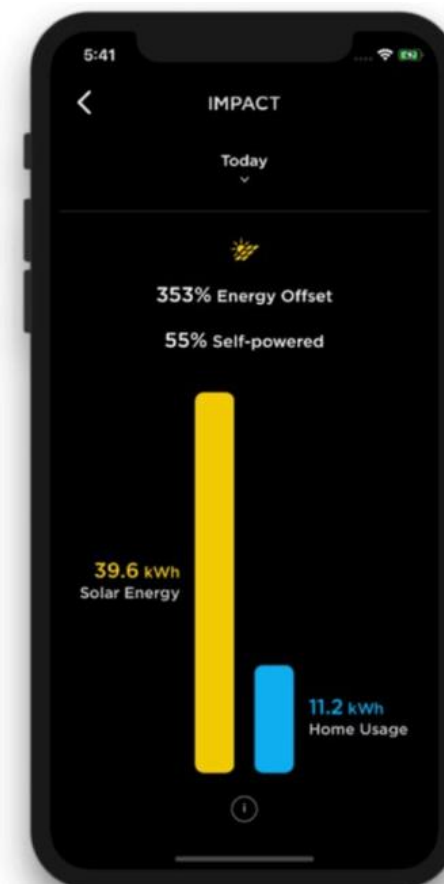 5:41
IMPACT
Today
353% Energy Offset
55% Self-powered
39.6 kWh
Solar Energy
11.2 kWh
Home Usage